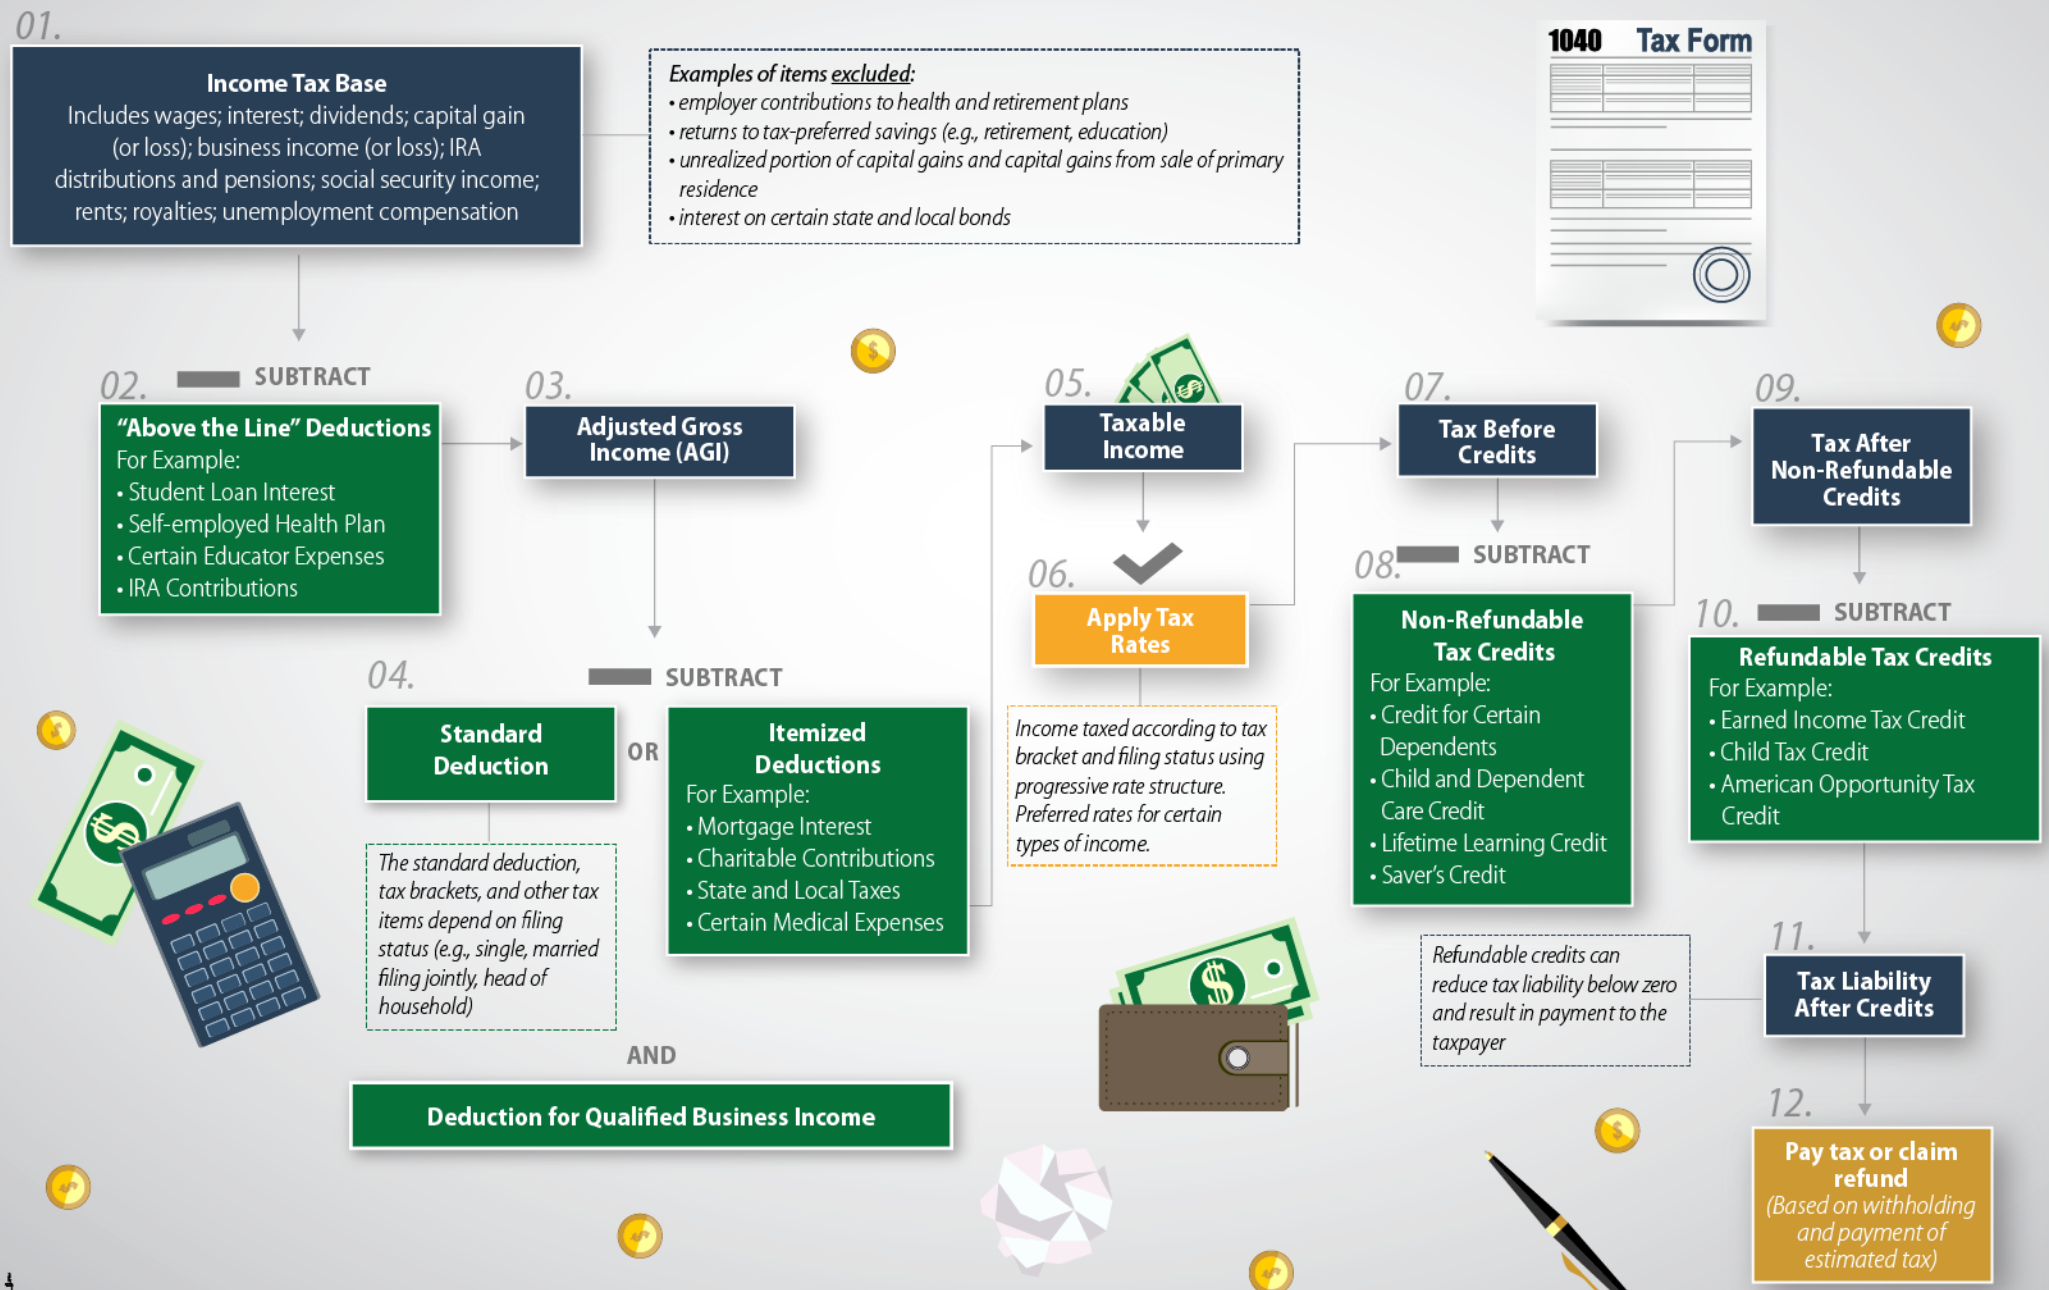 01.
Income Tax Base
Includes wages; interest; dividends; capital gain
(or loss); business income (or loss); IRA
distributions and pensions; social security income;
rents; royalties; unemployment compensation
Examples of items excluded:
• employer contributions to health and retirement plans
• returns to tax-preferred savings (e.g., retirement, education)
• unrealized portion of capital gains and capital gains from sale of primary
residence
• interest on certain state and local bonds
1040 Tax Form
02.
SUBTRACT
“Above the Line” Deductions
For Example:
• Student Loan Interest
• Self-employed Health Plan
• Certain Educator Expenses
• IRA Contributions
03.
Adjusted Gross
Income (AGI)
04.
SUBTRACT
Standard
Deduction
OR
Itemized
Deductions
For Example:
• Mortgage Interest
• Charitable Contributions
• State and Local Taxes
• Certain Medical Expenses
The standard deduction,
tax brackets, and other tax
items depend on filing
status (e.g., single, married
filing jointly, head of
household)
AND
Deduction for Qualified Business Income
05.
Taxable
Income
06.
Apply Tax
Rates
Income taxed according to tax
bracket and filing status using
progressive rate structure.
Preferred rates for certain
types of income.
07.
Tax Before
Credits
08.
SUBTRACT
Non-Refundable
Tax Credits
For Example:
• Credit for Certain
Dependents
• Child and Dependent
Care Credit
• Lifetime Learning Credit
• Saver’s Credit
09.
Tax After
Non-Refundable
Credits
10.
SUBTRACT
Refundable Tax Credits
For Example:
• Earned Income Tax Credit
• Child Tax Credit
• American Opportunity Tax
Credit
11.
Tax Liability
After Credits
Refundable credits can
reduce tax liability below zero
and result in payment to the
taxpayer
12.
Pay tax or claim
refund
(Based on withholding
and payment of
estimated tax)